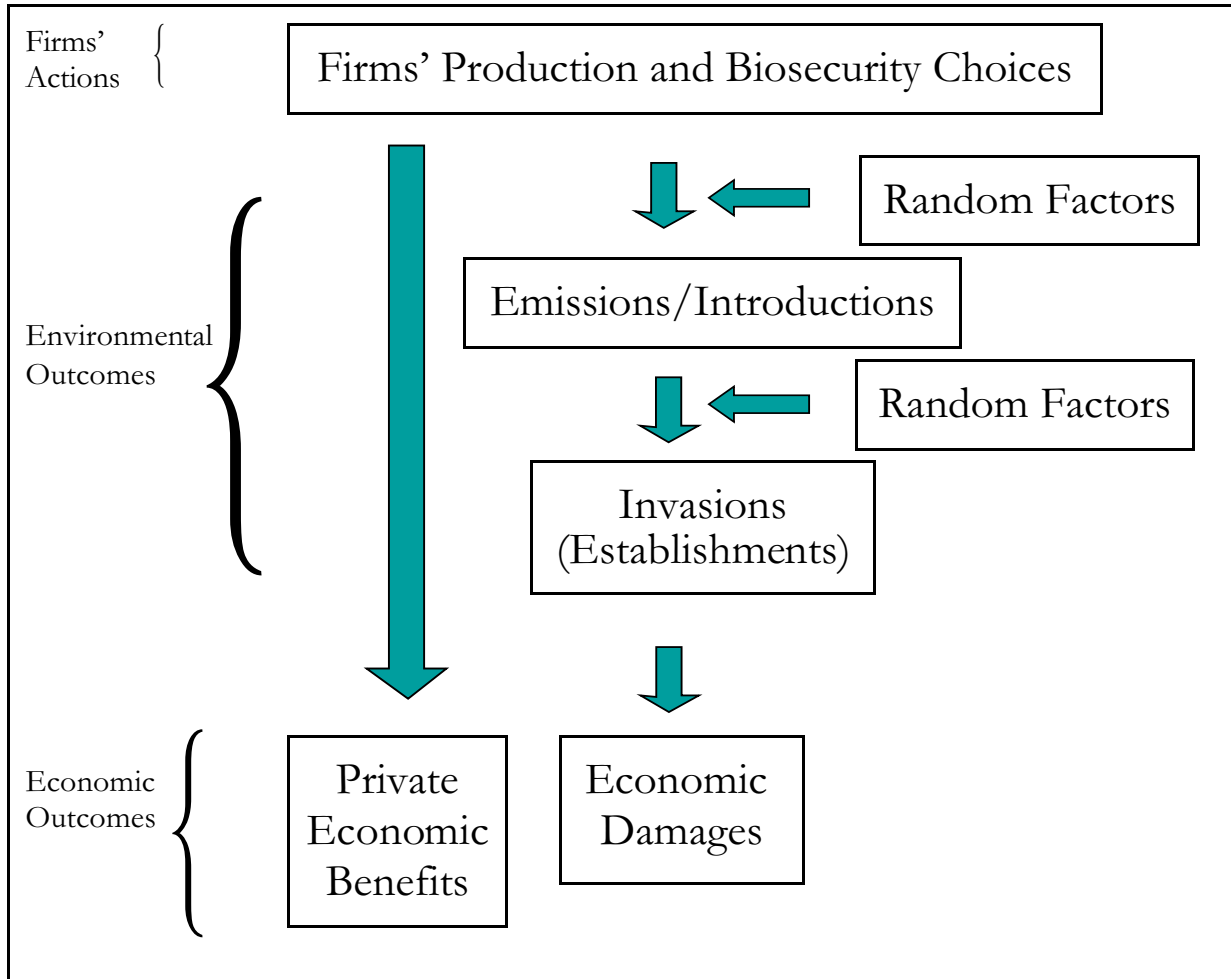 Firms’
Actions
Firms’ Production and Biosecurity Choices
Random Factors
Emissions/Introductions
Environmental
Outcomes
Random Factors
Invasions
(Establishments)
Economic
Outcomes
Private
Economic
Benefits
Economic
Damages